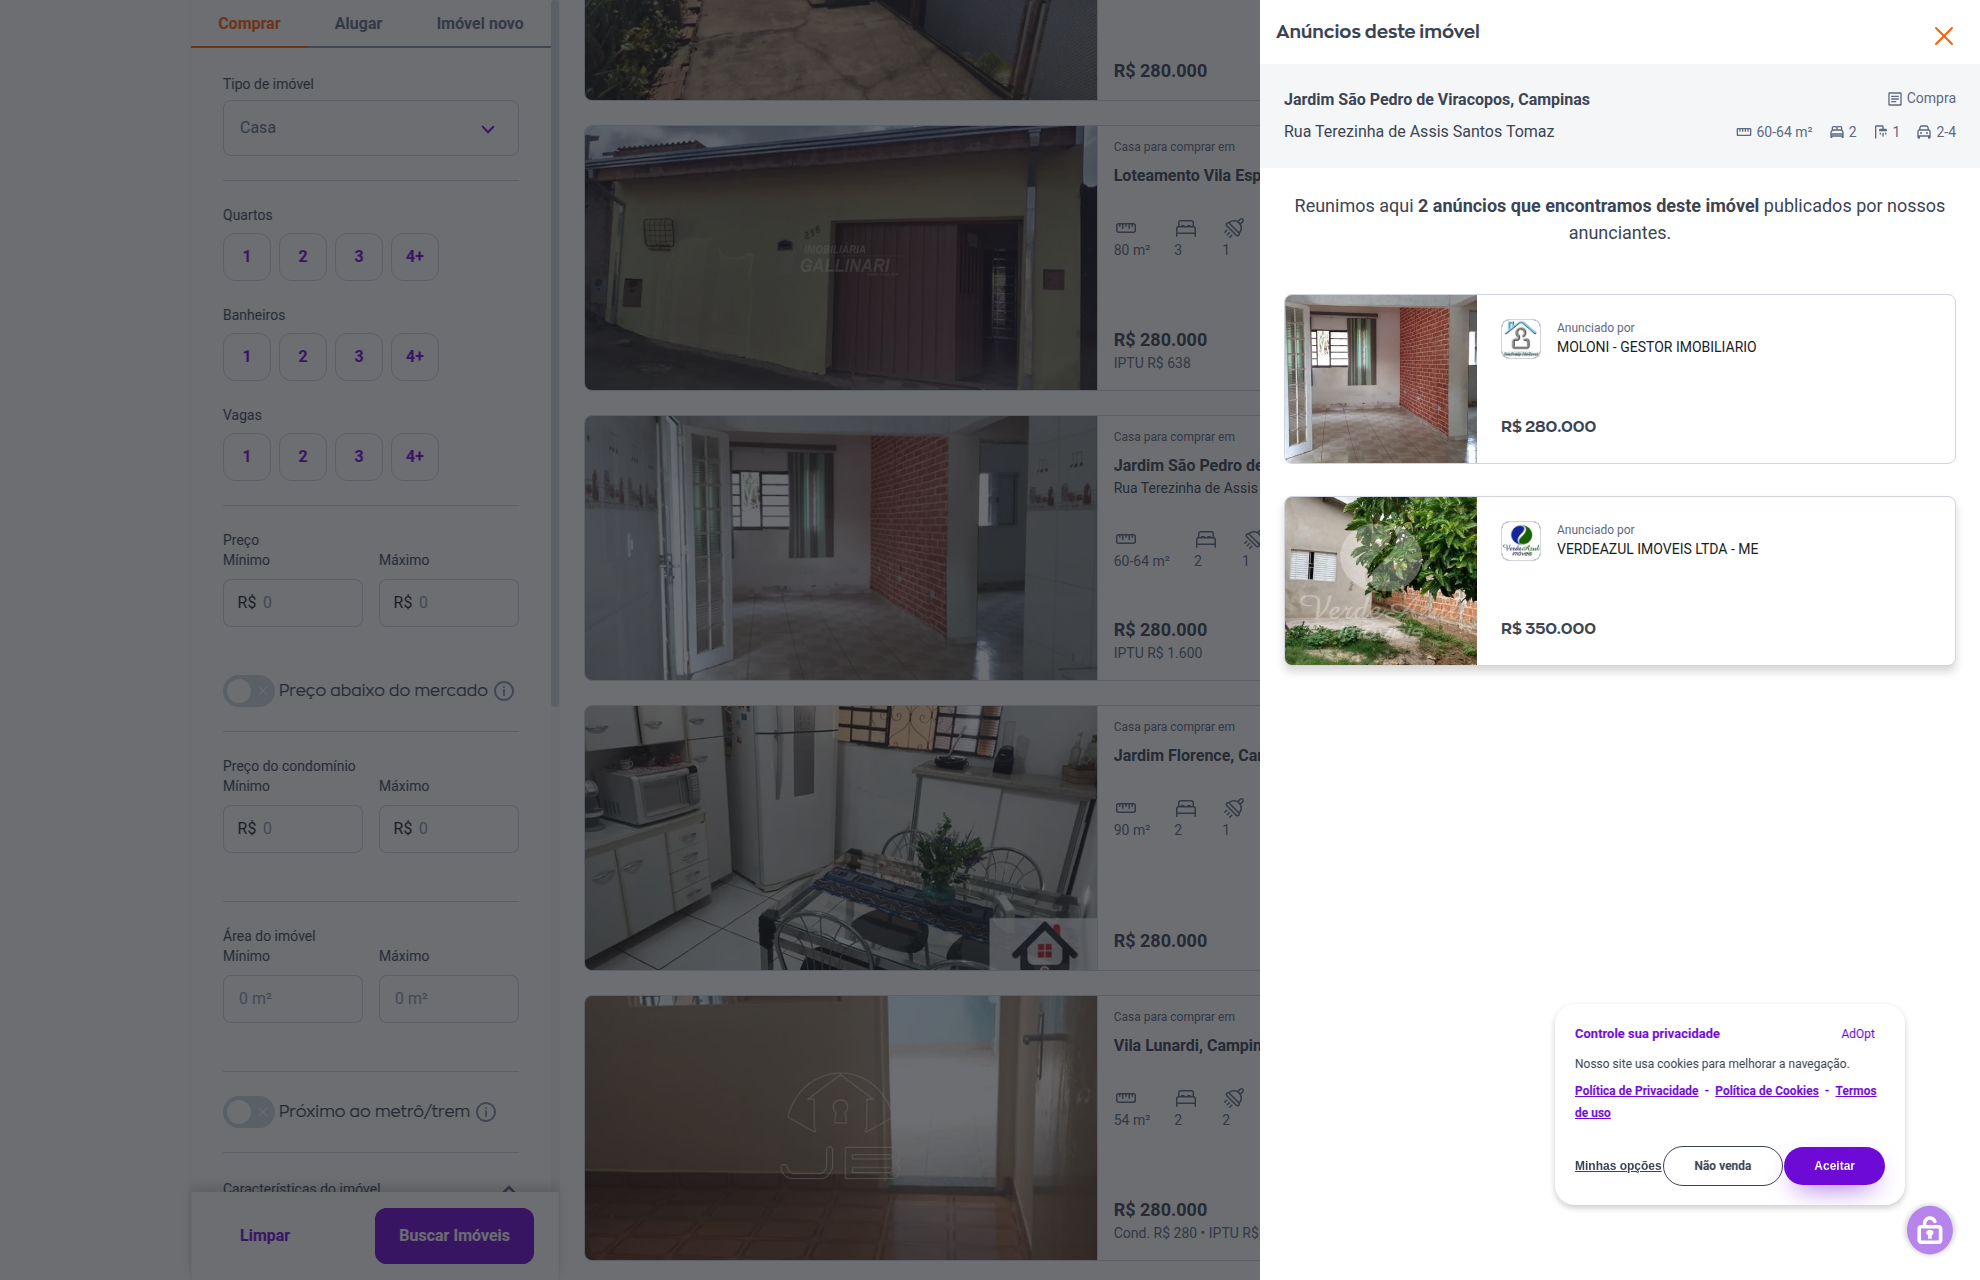 Comprar
Alugar
Imóvel novo
Tipo de imóvel
Casa
Quartos
1
2
3
4+
Banheiros
1
2
3
4+
Vagas
1
2
3
4+
Preço
Mínimo
Máximo
R$ 0
R$ 0
Preço abaixo do mercado
Preço do condomínio
Mínimo
Máximo
R$ 0
R$ 0
Área do imóvel
Mínimo
Máximo
0 m²
0 m²
Próximo ao metrô/trem
Características do imóvel
Limpar
Buscar Imóveis
R$ 280.000
IMOBILIÁRIA
GALLINARI
Casa para comprar em
Loteamento Vila Esp
80 m²
3
1
R$ 280.000
IPTU R$ 638
Casa para comprar em
Jardim São Pedro de
Rua Terezinha de Assis
60-64 m²
2
1
R$ 280.000
IPTU R$ 1.600
Casa para comprar em
Jardim Florence, Ca
90 m²
2
1
R$ 280.000
JE
Casa para comprar em
Vila Lunardi, Campin
54 m²
2
2
R$ 280.000
Cond. R$ 280 • IPTU R$
Anúncios deste imóvel
Jardim São Pedro de Viracopos, Campinas
Compra
Rua Terezinha de Assis Santos Tomaz
60-64 m²
2
1
2-4
Reunimos aqui 2 anúncios que encontramos deste imóvel publicados por nossos
anunciantes.
Anunciado por
MOLONI - GESTOR IMOBILIARIO
R$ 280.000
Verde Azul
IMÓVEIS
Anunciado por
VERDEAZUL IMOVEIS LTDA - ME
R$ 350.000
Controle sua privacidade
AdOpt
Nosso site usa cookies para melhorar a navegação.
Política de Privacidade - Política de Cookies - Termos
de uso
Minhas opções
Não venda
Aceitar